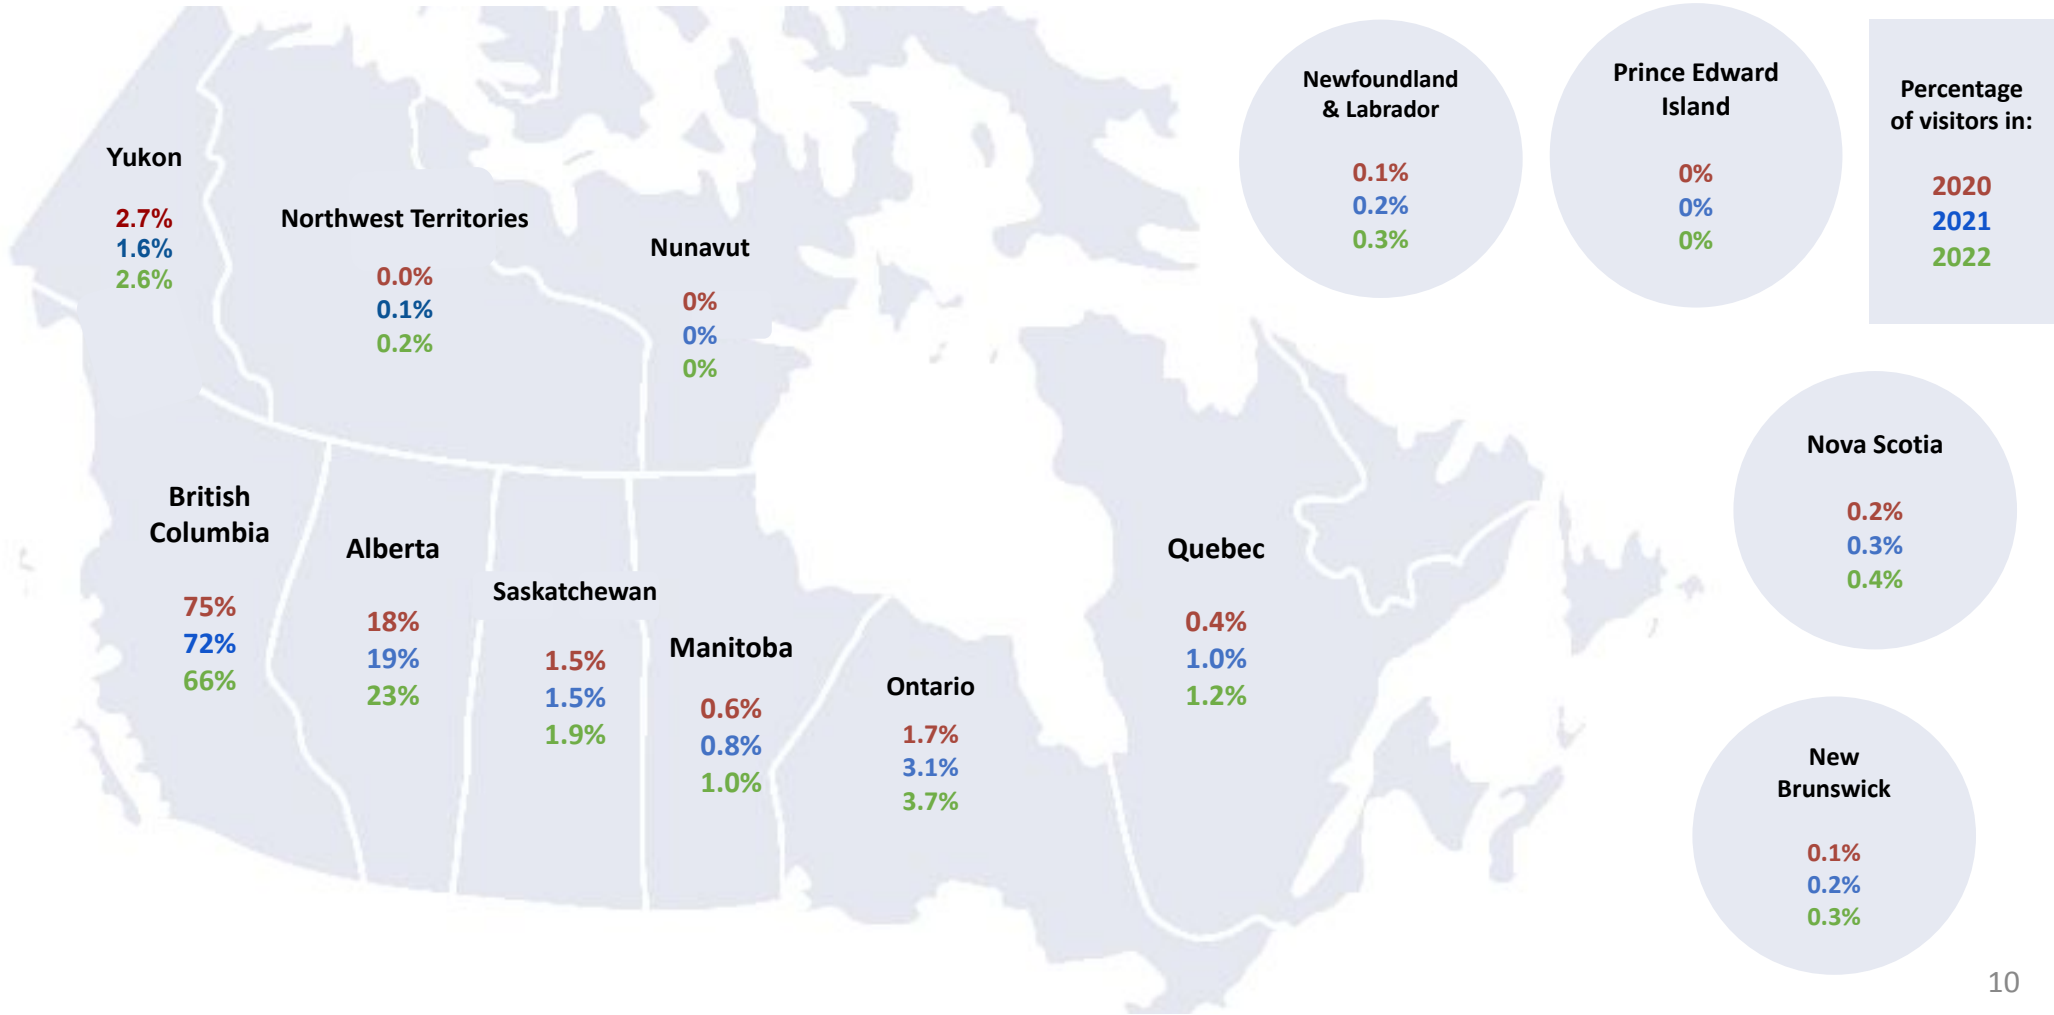 Newfoundland
& Labrador
0.1%
0.2%
0.3%
Prince Edward
Island
0%
0%
0%
Percentage
of visitors in:
2020
2021
2022
Yukon
2.7%
1.6%
2.6%
Northwest Territories
0.0%
0.1%
0.2%
Nunavut
0%
0%
0%
Nova Scotia
0.2%
0.3%
0.4%
British
Columbia
75%
72%
66%
Alberta
18%
19%
23%
Saskatchewan
1.5%
1.5%
1.9%
Manitoba
0.6%
0.8%
1.0%
Ontario
1.7%
3.1%
3.7%
Quebec
0.4%
1.0%
1.2%
New
Brunswick
0.1%
0.2%
0.3%
10